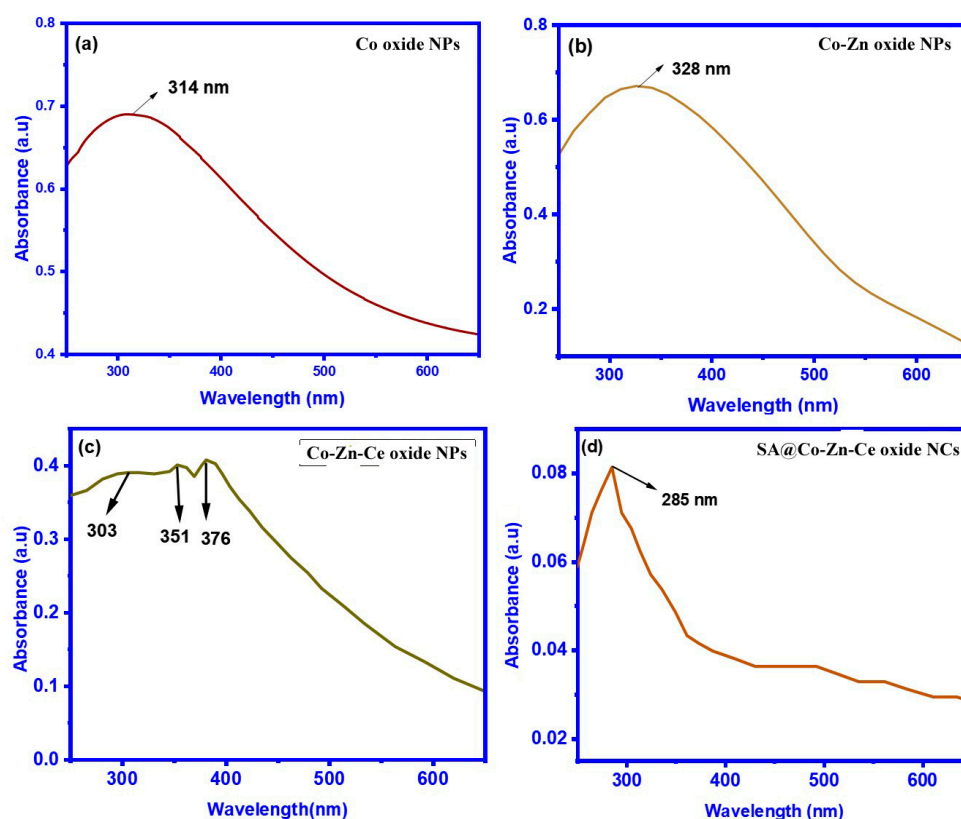 (a)
Co oxide NPs
314 nm
0.8
0.7
0.6
0.5
0.4
Absorbance (a.u)
300
400
500
600
Wavelength (nm)
(b)
Co-Zn oxide NPs
328 nm
0.6
0.4
0.2
Absorbance (a.u)
300
400
500
600
Wavelength (nm)
(c)
Co-Zn-Ce oxide NPs
303
351
376
0.4
0.3
0.2
0.1
0.0
Absorbance (a.u)
300
400
500
600
Wavelength(nm)
(d)
SA@Co-Zn-Ce oxide NCs
285 nm
0.08
0.06
0.04
0.02
Absorbance (a.u)
300
400
500
600
Wavelength (nm)